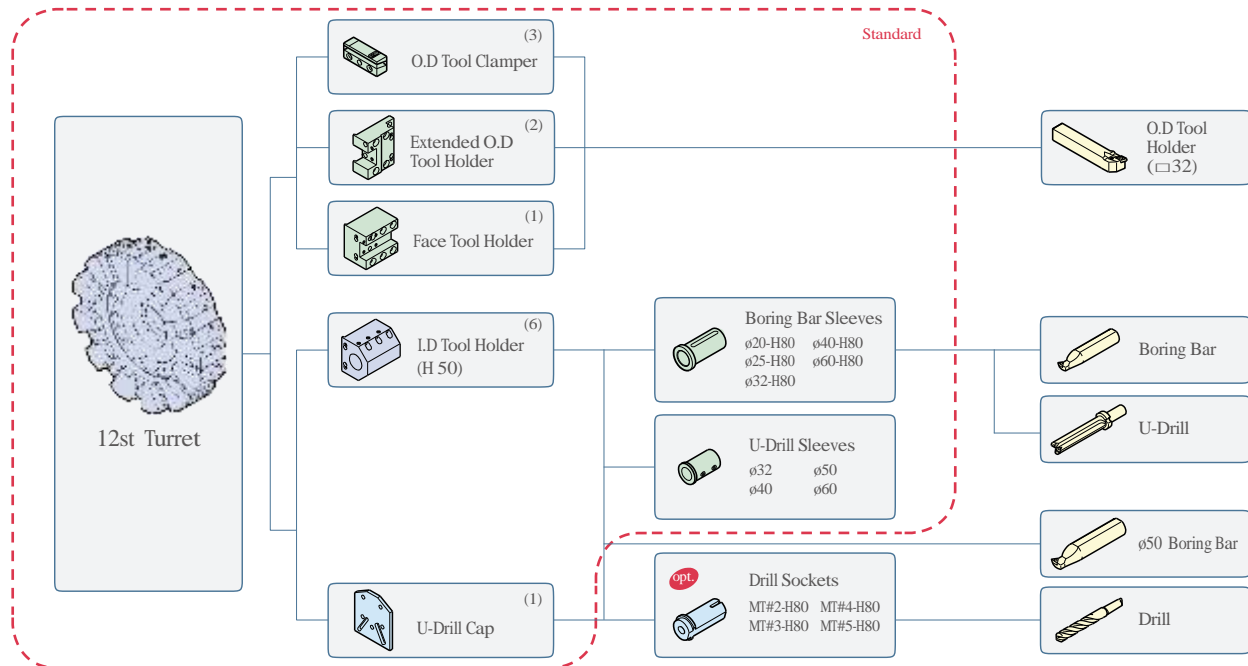 Standard
(3)
O.D Tool Clamper
(2)
Extended O.D
Tool Holder
(1)
Face Tool Holder
O.D Tool
Holder
(□32)
12st Turret
(6)
I.D Tool Holder
(H 50)
Boring Bar Sleeves
ø20-H80 ø40-H80
ø25-H80 ø60-H80
ø32-H80
Boring Bar
U-Drill Sleeves
ø32 ø50
ø40 ø60
U-Drill
ø50 Boring Bar
(1)
U-Drill Cap
opt.
Drill Sockets
MT#2-H80 MT#4-H80
MT#3-H80 MT#5-H80
Drill